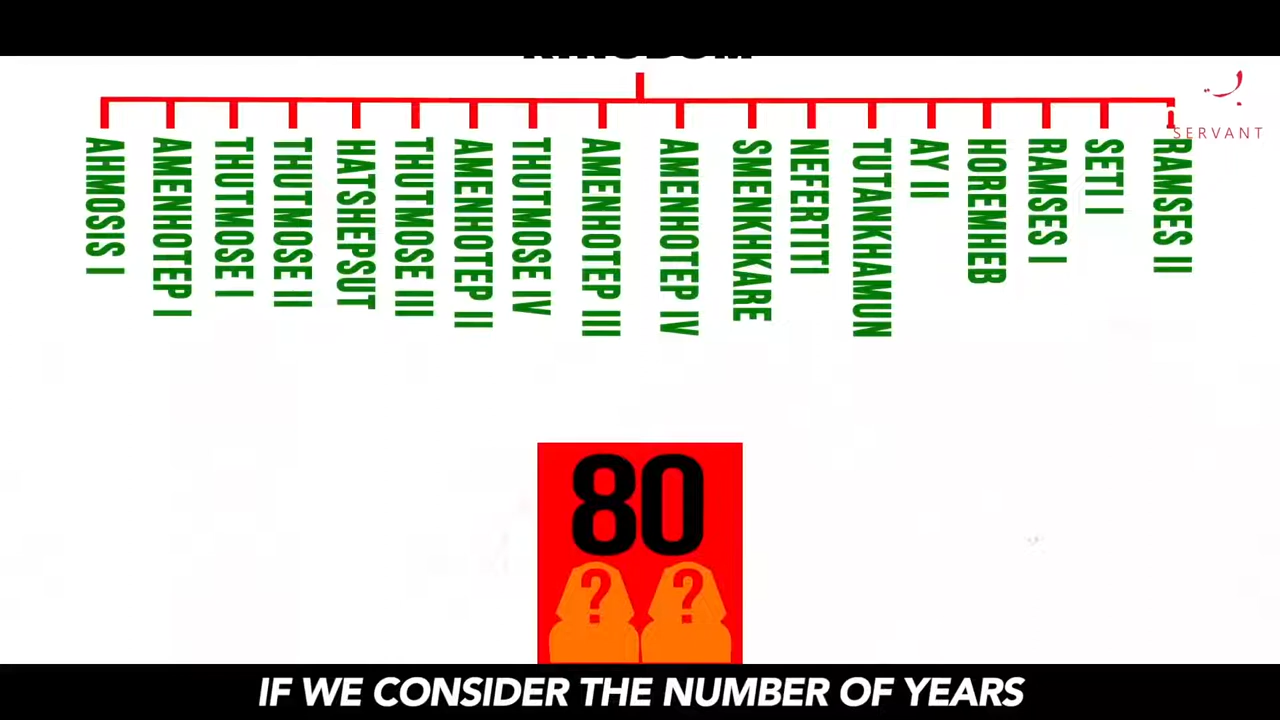 KINGDOM
SERVANT
AHMOSIS I
AMENHOTEP I
THUTMOSE I
THUTMOSE II
HATSHEPSUT
THUTMOSE III
AMENHOTEP II
THUTMOSE IV
AMENHOTEP III
AMENHOTEP IV
SMENKHKARE
NEFERTITI
TUTANKHAMUN
AY II
HOREMHEB
RAMSES I
SETI I
RAMSES II
80
? ?
IF WE CONSIDER THE NUMBER OF YEARS